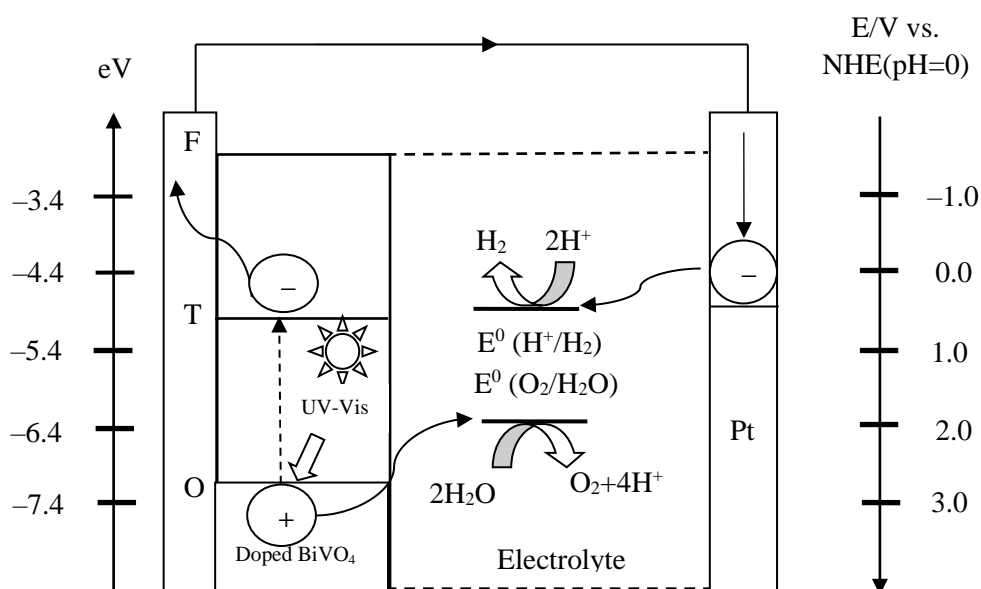 E/V vs.
NHE(pH=0)
eV
F
–3.4
–1.0
H₂ 2H⁺
–4.4
–
–
0.0
T
E⁰ (H⁺/H₂)
–5.4
1.0
E⁰ (O₂/H₂O)
UV-Vis
–6.4
Pt
2.0
O
2H₂O
O₂+4H⁺
–7.4
+
3.0
Doped BiVO₄
Electrolyte